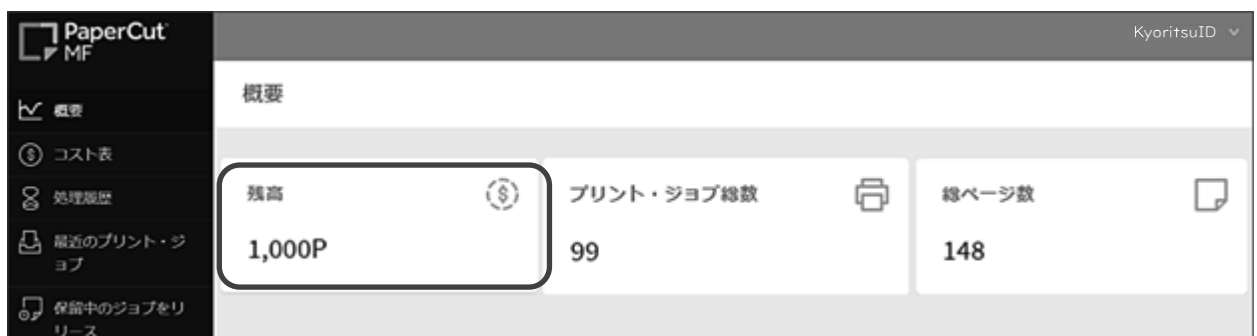 PaperCut
MF
KyoritsuID
概要
コスト表
処理履歴
最近のプリント・ジ
ョブ
保留中のジョブをリ
リース
概要
残高
1,000P
プリント・ジョブ総数
99
総ページ数
148